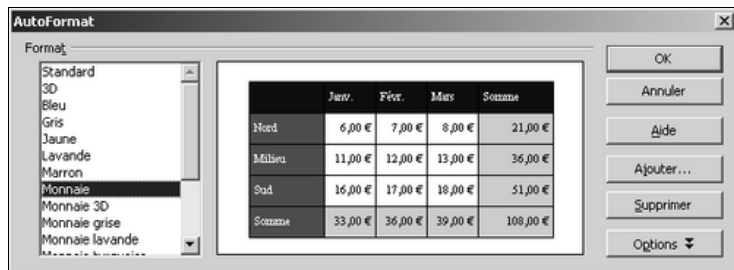 AutoFormat
Format
Standard
3D
Bleu
Gris
Jaune
Lavande
Marron
Monnaie
Monnaie 3D
Monnaie grise
Monnaie lavande
Janv. Févr. Mars Somme
Nord 6,00 € 7,00 € 8,00 € 21,00 €
Milieu 11,00 € 12,00 € 13,00 € 36,00 €
Sud 16,00 € 17,00 € 18,00 € 51,00 €
Somme 33,00 € 36,00 € 39,00 € 108,00 €
OK
Annuler
Aide
Ajouter...
Supprimer
Options